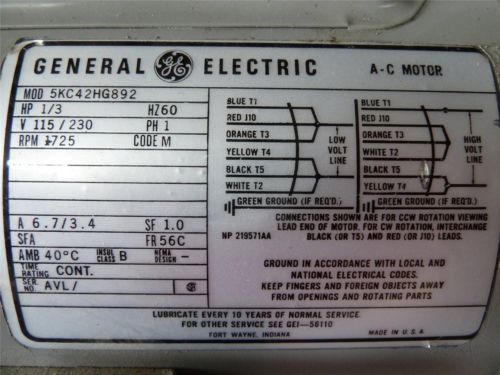 GENERAL GE ELECTRIC A-C MOTOR
MOD 5KC42HG892
HP 1/3 HZ60
V 115/230 PH 1
RPM 1725 CODE M
A 6.7/3.4 SF 1.0
SFA FR 56C
AMB 40°C INSUL CLASS B NEMA DESIGN -
TIME RATING CONT.
SER. NO. AVL/
BLUE T1
RED J10
ORANGE T3
YELLOW T4
BLACK T5
WHITE T2
LOW
VOLT
LINE
GREEN GROUND (IF REQ'D.)
BLUE T1
RED J10
ORANGE T3
WHITE T2
BLACK T5
YELLOW T4
HIGH
VOLT
LINE
GREEN GROUND (IF REQ'D.)
CONNECTIONS SHOWN ARE FOR CCW ROTATION VIEWING
LEAD END OF MOTOR. FOR CW ROTATION, INTERCHANGE
NP 219571AA BLACK (OR T5) AND RED (OR J10) LEADS.
GROUND IN ACCORDANCE WITH LOCAL AND
NATIONAL ELECTRICAL CODES.
KEEP FINGERS AND FOREIGN OBJECTS AWAY
FROM OPENINGS AND ROTATING PARTS
LUBRICATE EVERY 10 YEARS OF NORMAL SERVICE.
FOR OTHER SERVICE SEE GEI-56110
FORT WAYNE, INDIANA MADE IN U.S.A.